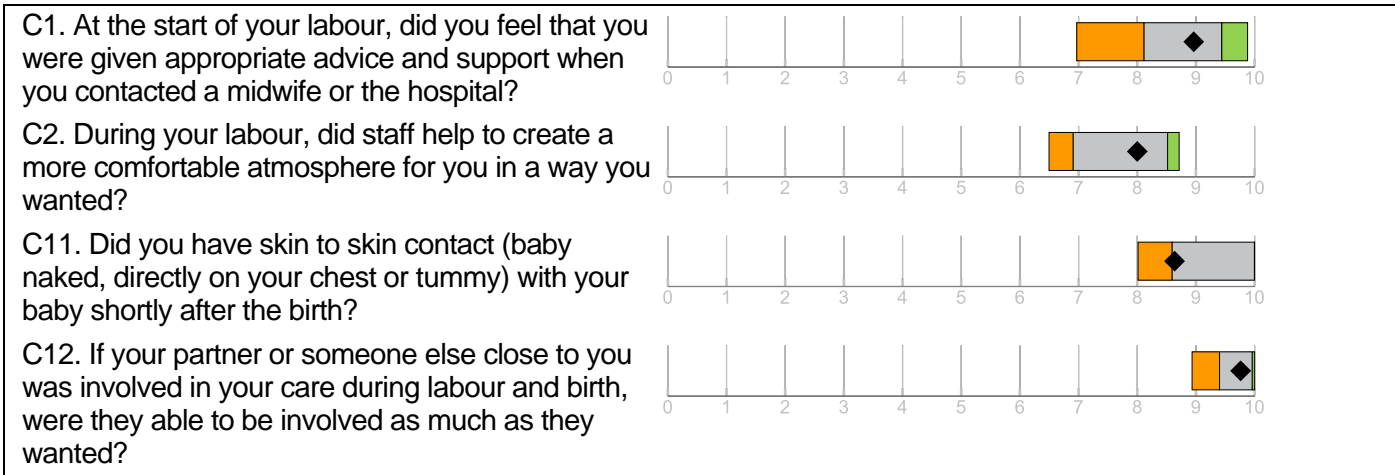 C1. At the start of your labour, did you feel that you
were given appropriate advice and support when
you contacted a midwife or the hospital?
0 1 2 3 4 5 6 7 8 9 10
C2. During your labour, did staff help to create a
more comfortable atmosphere for you in a way you
wanted?
0 1 2 3 4 5 6 7 8 9 10
C11. Did you have skin to skin contact (baby
naked, directly on your chest or tummy) with your
baby shortly after the birth?
0 1 2 3 4 5 6 7 8 9 10
C12. If your partner or someone else close to you
was involved in your care during labour and birth,
were they able to be involved as much as they
wanted?
0 1 2 3 4 5 6 7 8 9 10